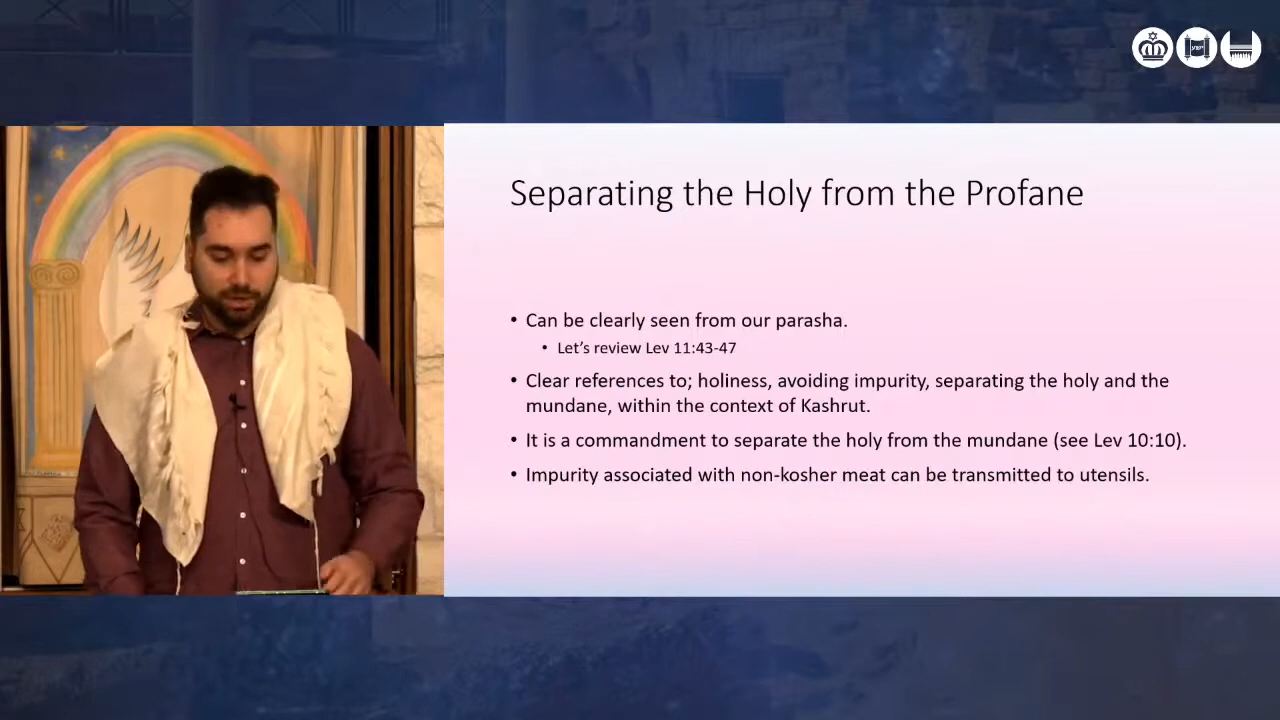 Separating the Holy from the Profane
• Can be clearly seen from our parasha.
• Let's review Lev 11:43-47
• Clear references to; holiness, avoiding impurity, separating the holy and the
mundane, within the context of Kashrut.
• It is a commandment to separate the holy from the mundane (see Lev 10:10).
• Impurity associated with non-kosher meat can be transmitted to utensils.